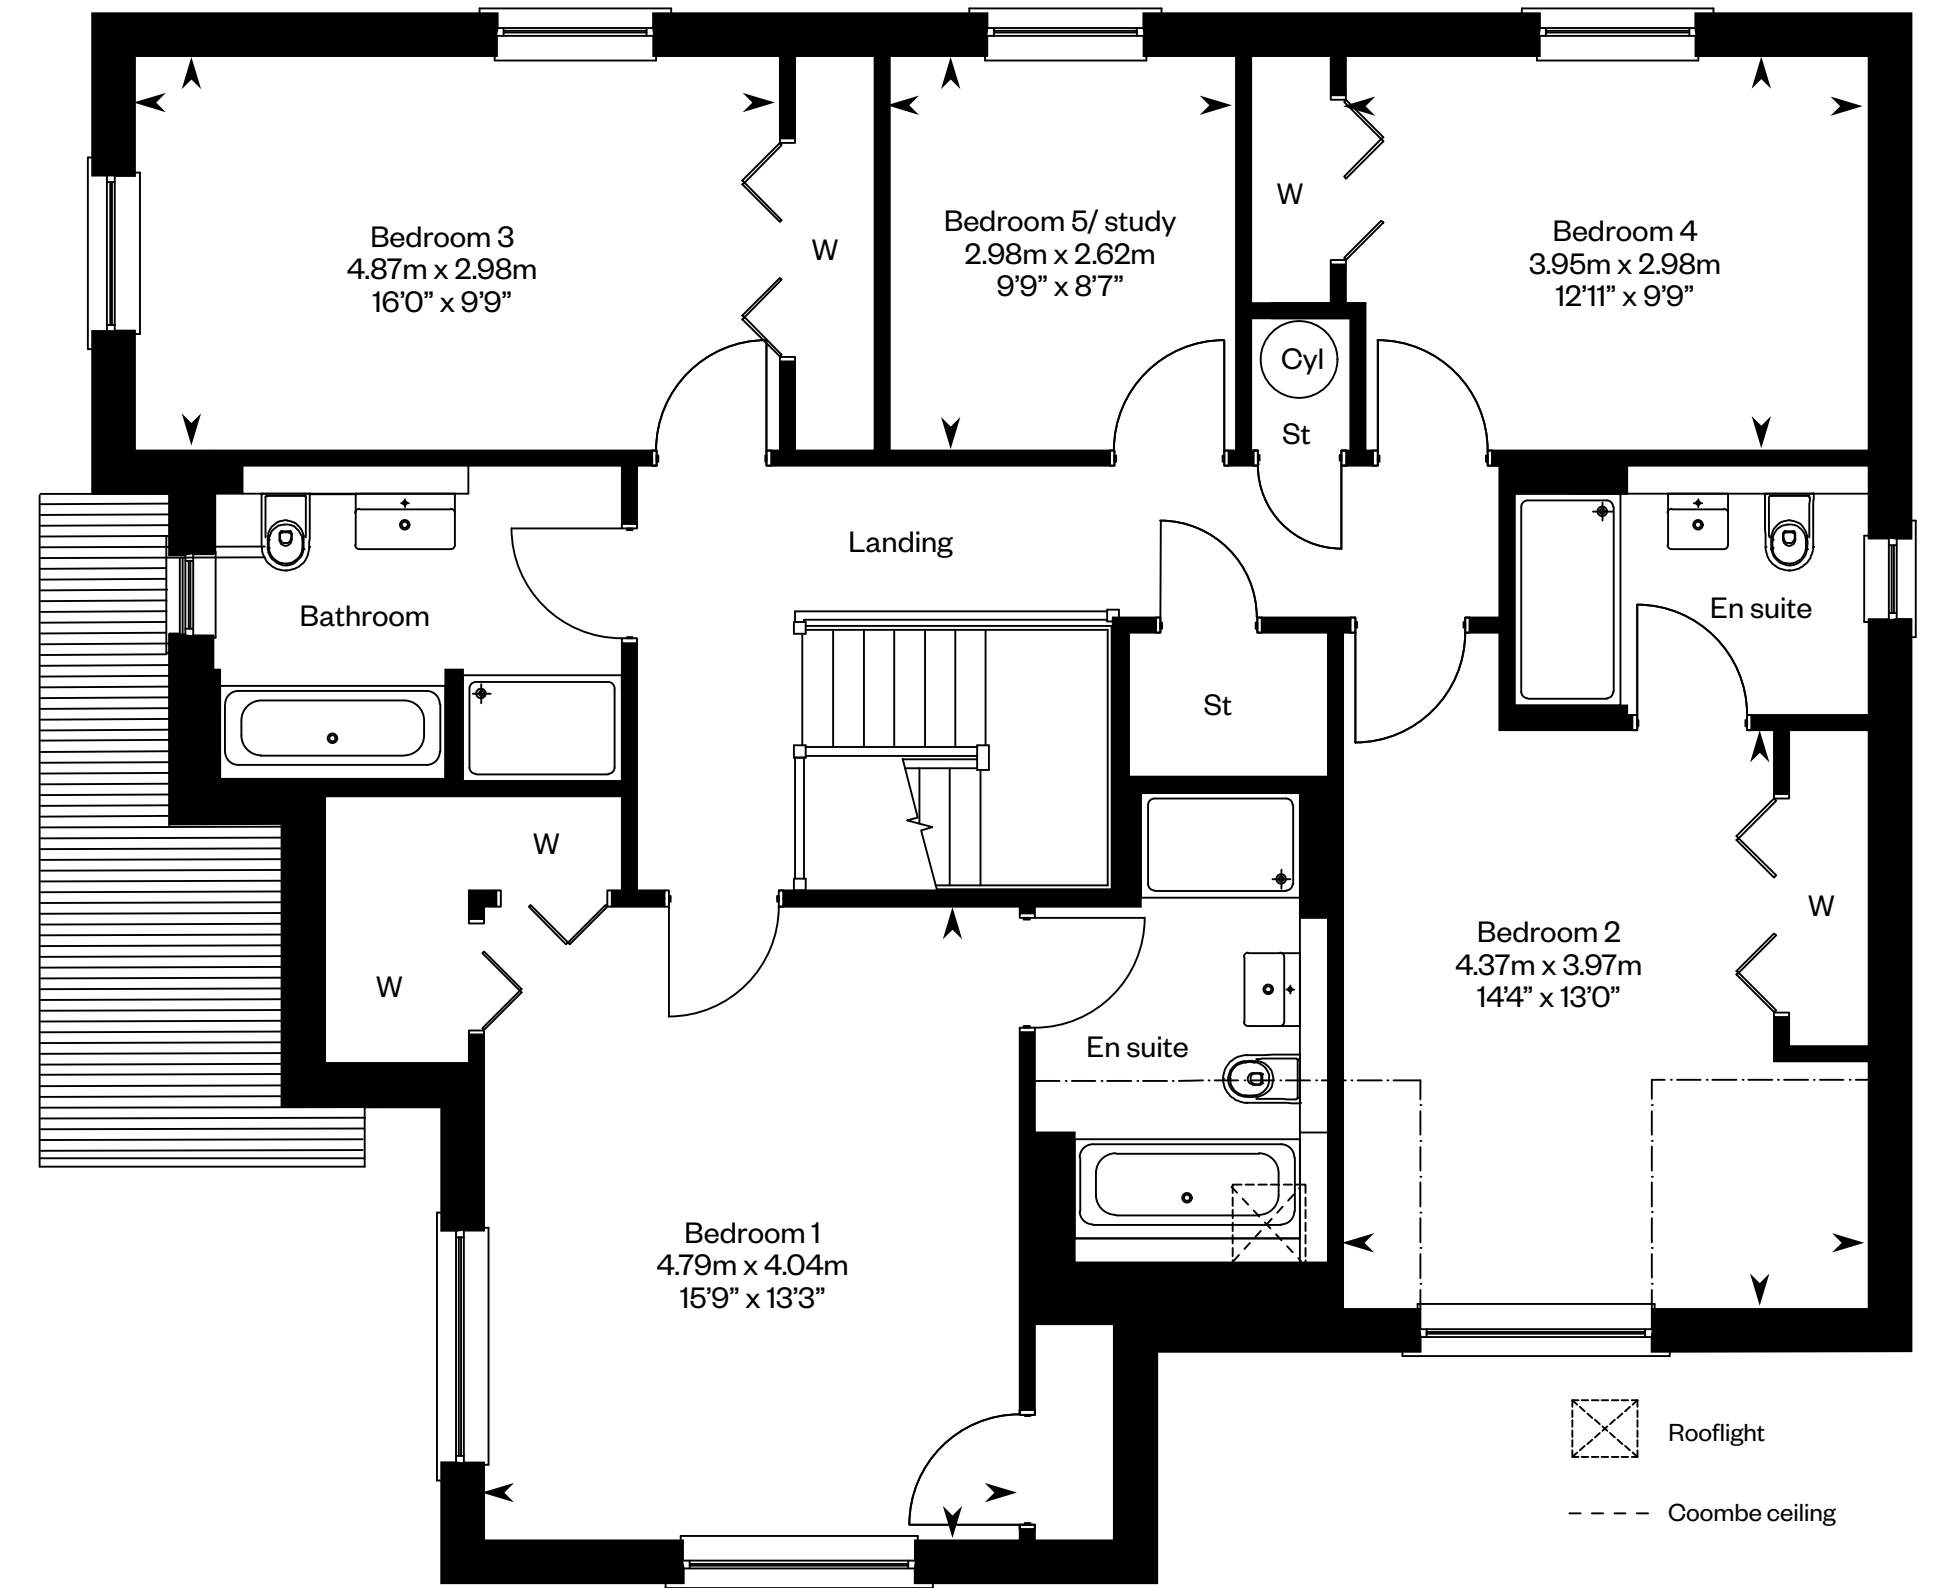 Bedroom 3
4.87m x 2.98m
16’0” x 9’9”
W
Bedroom 5/ study
2.98m x 2.62m
9’9” x 8’7”
W
Bedroom 4
3.95m x 2.98m
12’11” x 9’9”
Cyl
St
Landing
Bathroom
En suite
St
W
W
Bedroom 2
4.37m x 3.97m
14’4” x 13’0”
W
En suite
Bedroom 1
4.79m x 4.04m
15’9” x 13’3”
Rooflight
Coombe ceiling